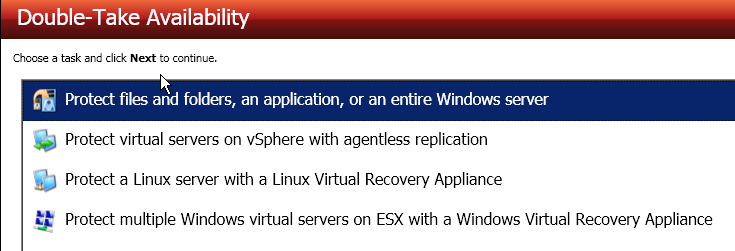 Double-Take Availability
Choose a task and click Next to continue.
Protect files and folders, an application, or an entire Windows server
Protect virtual servers on vSphere with agentless replication
Protect a Linux server with a Linux Virtual Recovery Appliance
Protect multiple Windows virtual servers on ESX with a Windows Virtual Recovery Appliance